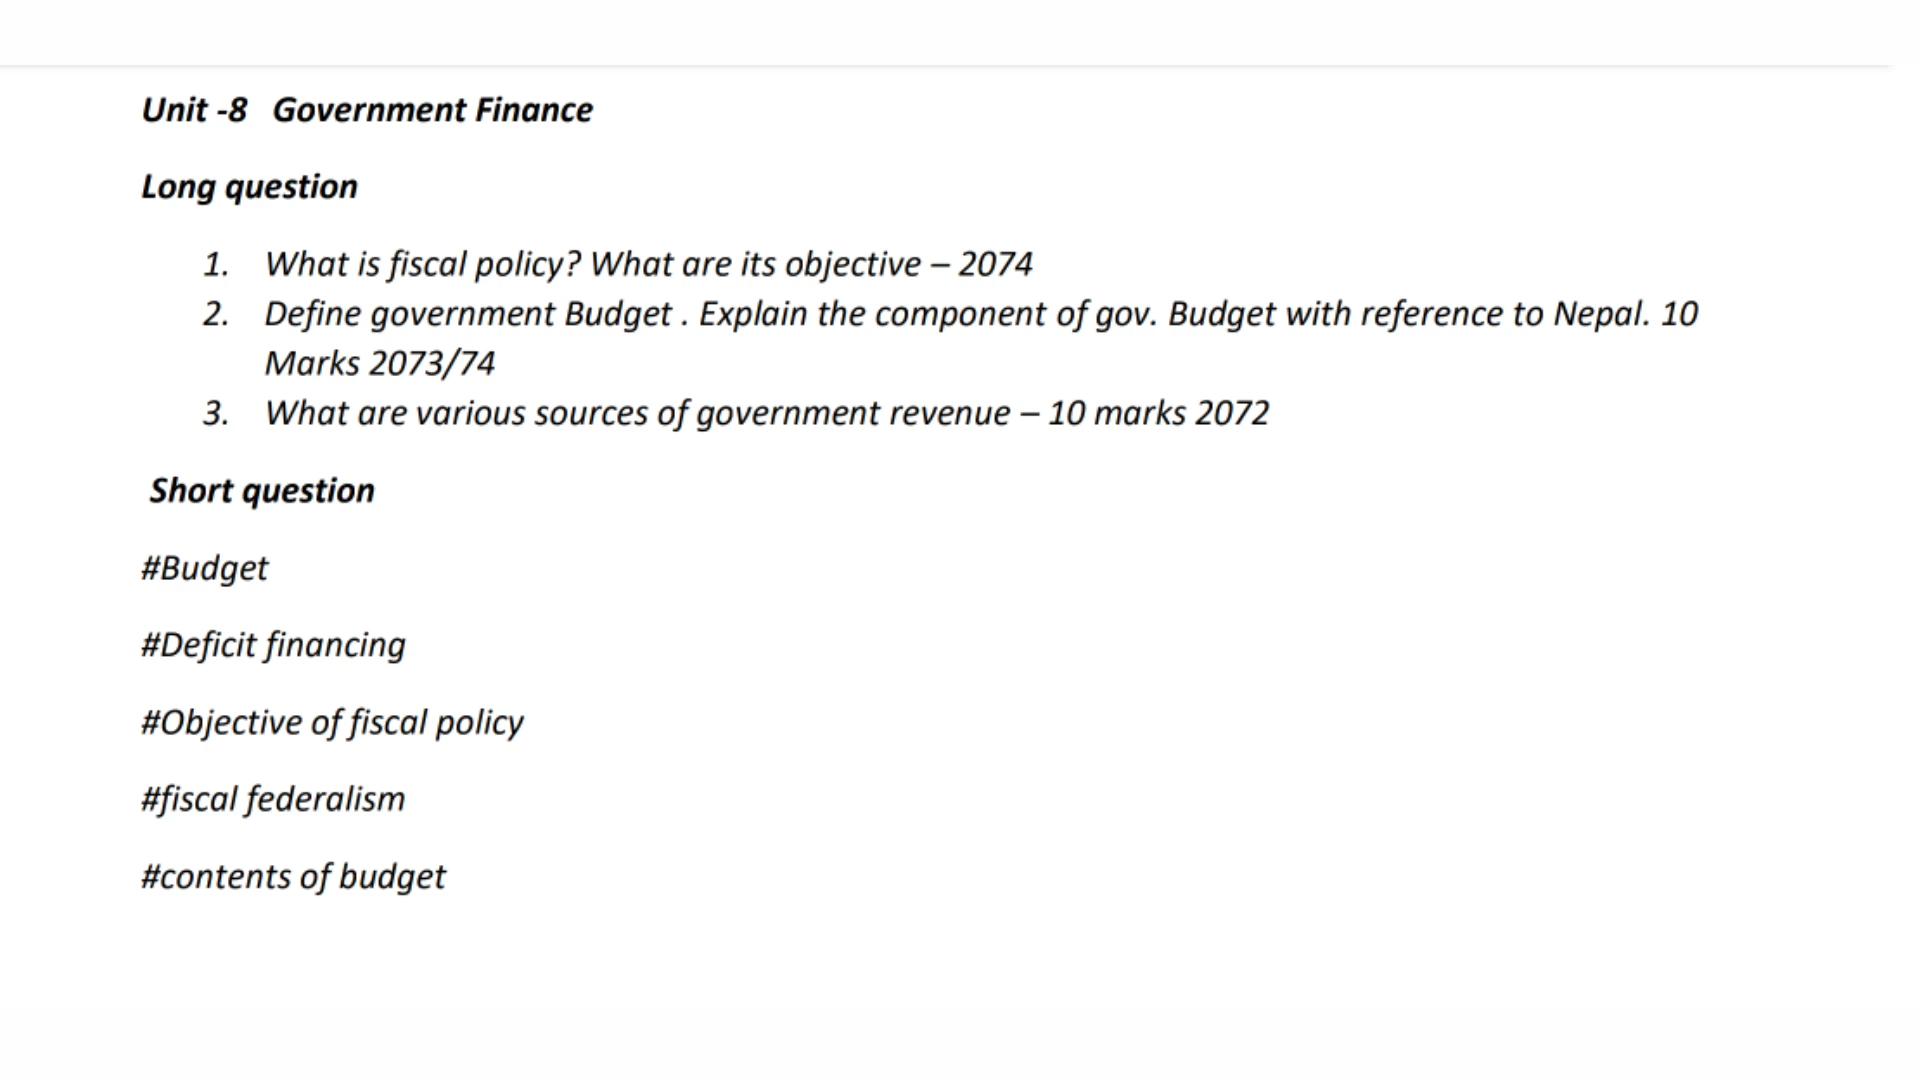 Unit -8 Government Finance
Long question
1. What is fiscal policy? What are its objective – 2074
2. Define government Budget . Explain the component of gov. Budget with reference to Nepal. 10
Marks 2073/74
3. What are various sources of government revenue – 10 marks 2072
Short question
#Budget
#Deficit financing
#Objective of fiscal policy
#fiscal federalism
#contents of budget